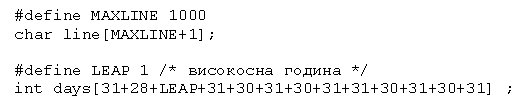 #define MAXLINE 1000
char line[MAXLINE+1];
#define LEAP 1 /* високосна година */
int days[31+28+LEAP+31+30+31+30+31+31+30+31+30+31] ;